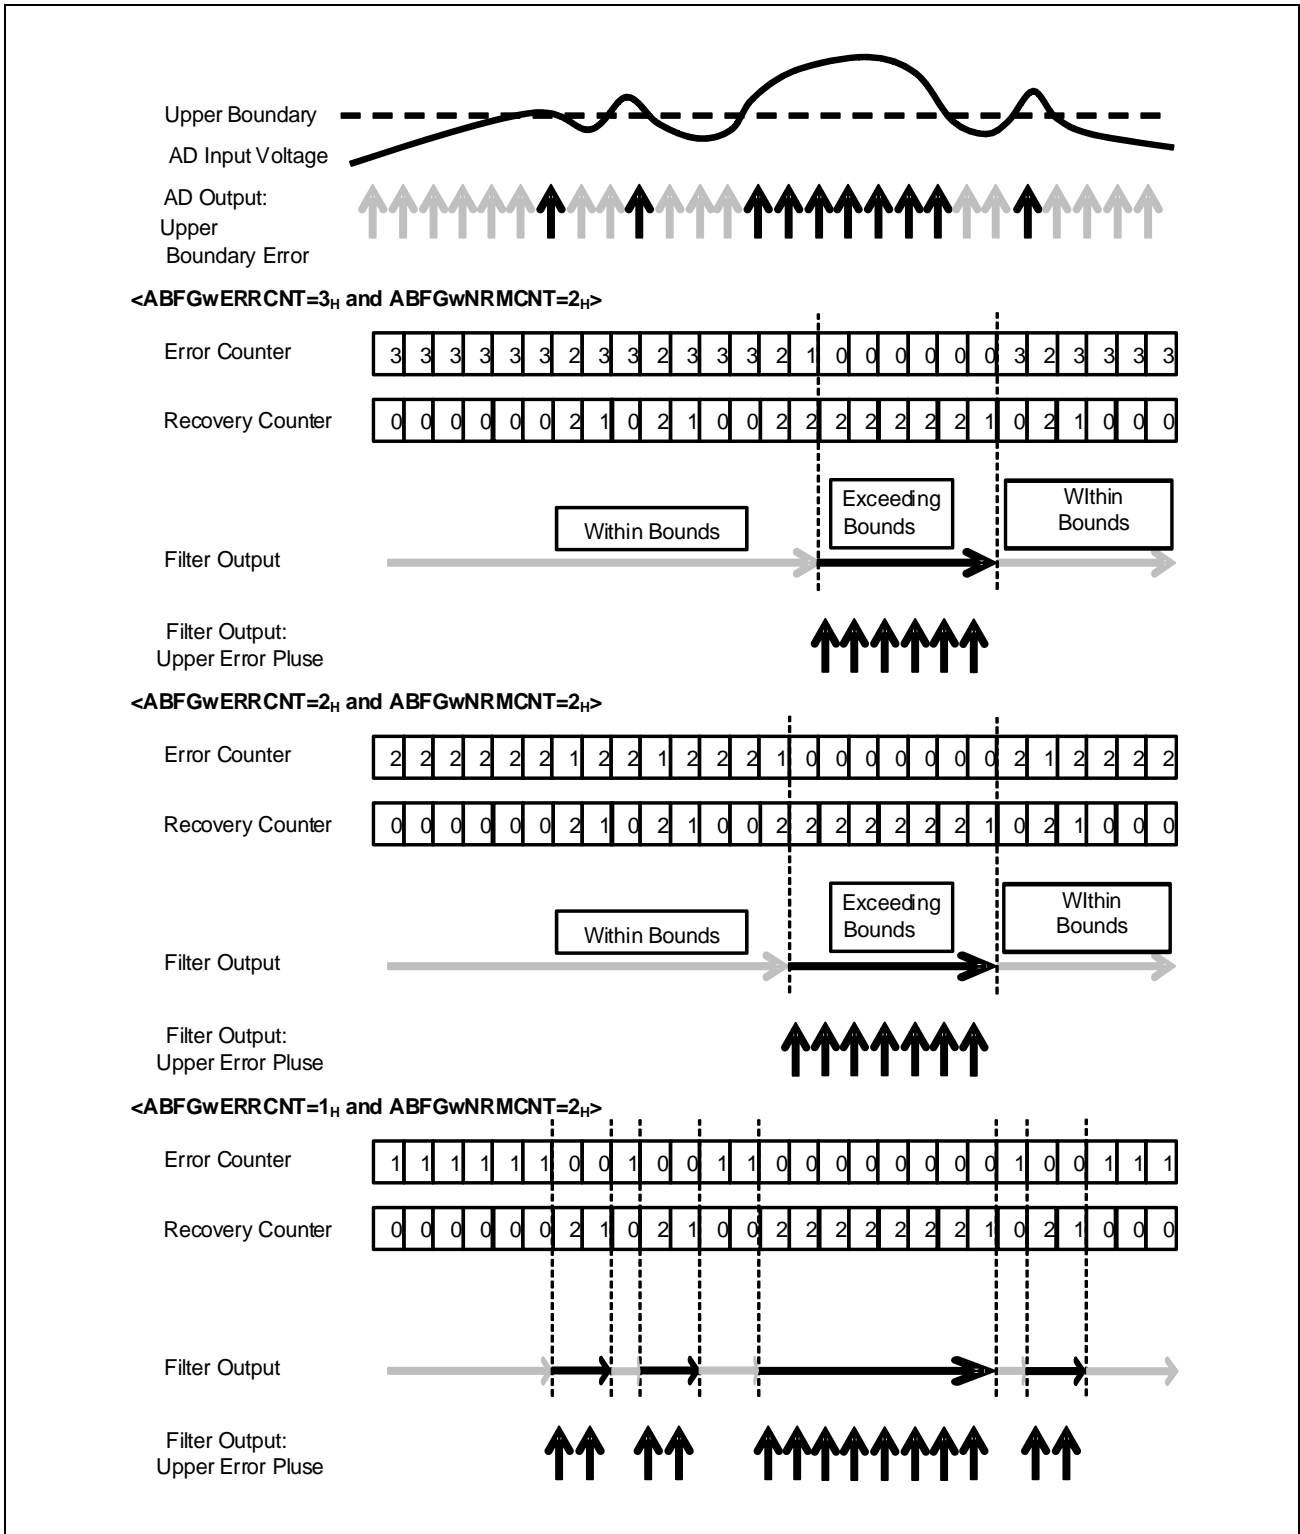 Upper Boundary
AD Input Voltage
AD Output:
Upper
Boundary Error
<ABFGwERRCNT=3H and ABFGwNRMCNT=2H>
Error Counter 3 3 3 3 3 3 2 3 3 2 3 3 3 2 1 0 0 0 0 0 0 3 2 3 3 3 3
Recovery Counter 0 0 0 0 0 0 2 1 0 2 1 0 0 2 2 2 2 2 2 2 1 0 2 1 0 0 0
Within Bounds
Exceeding
Bounds
WIthin
Bounds
Filter Output
Filter Output:
Upper Error Pluse
<ABFGwERRCNT=2H and ABFGwNRMCNT=2H>
Error Counter 2 2 2 2 2 2 1 2 2 1 2 2 2 1 0 0 0 0 0 0 0 2 1 2 2 2 2
Recovery Counter 0 0 0 0 0 0 2 1 0 2 1 0 0 2 2 2 2 2 2 2 1 0 2 1 0 0 0
Within Bounds
Exceeding
Bounds
WIthin
Bounds
Filter Output
Filter Output:
Upper Error Pluse
<ABFGwERRCNT=1H and ABFGwNRMCNT=2H>
Error Counter 1 1 1 1 1 1 0 0 1 0 0 1 1 0 0 0 0 0 0 0 0 1 0 0 1 1 1
Recovery Counter 0 0 0 0 0 0 2 1 0 2 1 0 0 2 2 2 2 2 2 2 1 0 2 1 0 0 0
Filter Output
Filter Output:
Upper Error Pluse